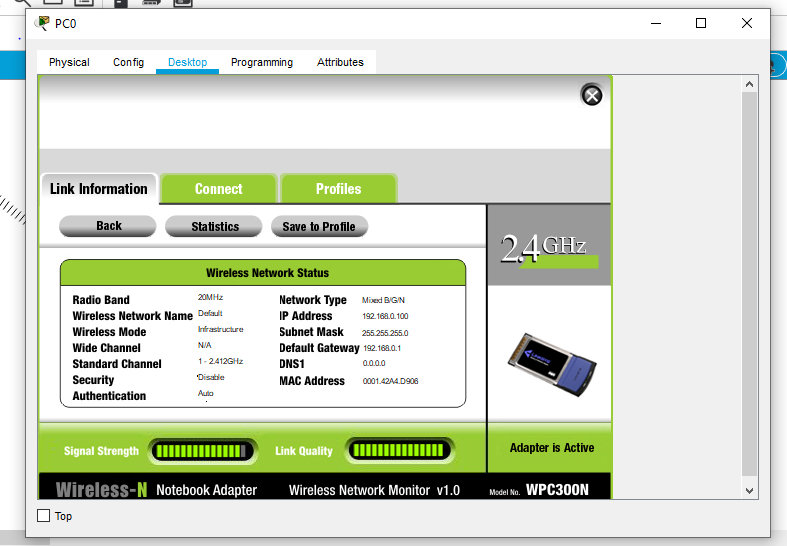 PC0
Physical Config Desktop Programming Attributes
Link Information Connect Profiles
Back Statistics Save to Profile
2.4GHz
Wireless Network Status
Radio Band 20MHz Network Type Mixed B/G/N
Wireless Network Name Default IP Address 192.168.0.100
Wireless Mode Infrastructure Subnet Mask 255.255.255.0
Wide Channel N/A Default Gateway 192.168.0.1
Standard Channel 1 - 2.412GHz DNS1 0.0.0.0
Security Disable MAC Address 0001.42A4.D906
Authentication Auto
Signal Strength Link Quality Adapter is Active
Wireless-N Notebook Adapter Wireless Network Monitor v1.0 Model No. WPC300N
Top